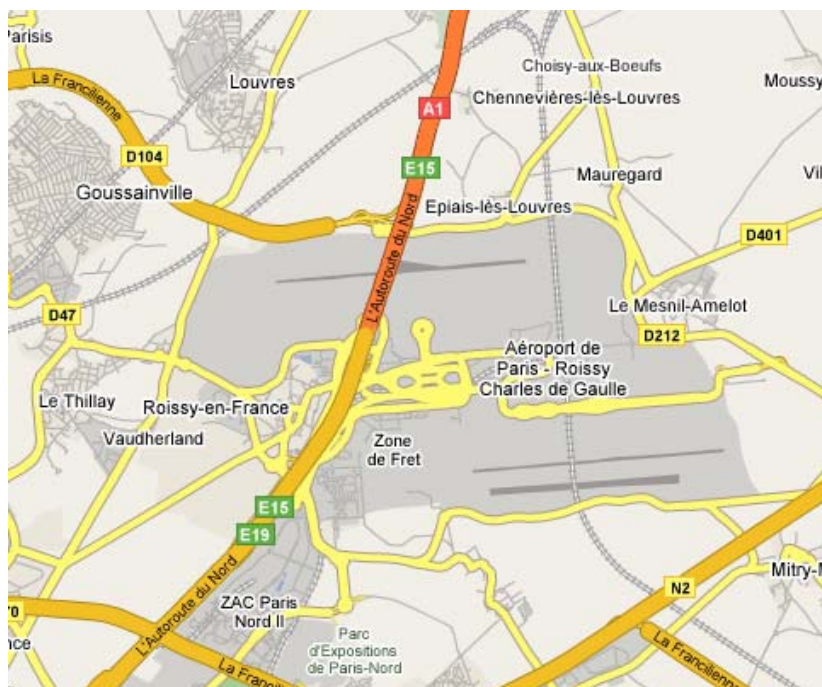 Parisis
La Francilienne
Louvres
Choisy-aux-Boeufs
Chennevières-lès-Louvres
Moussy
A1
D104
E15
Goussainville
Mauregard
Epiais-lès-Louvres
L'Autoroute du Nord
D401
Le Mesnil-Amelot
D47
D212
Aéroport de
Paris - Roissy
Charles de Gaulle
Le Thillay
Roissy-en-France
Vaudherland
Zone
de Fret
E15
E19
L'Autoroute du Nord
Mitry-M
N2
ZAC Paris
Nord II
Parc
d'Expositions
de Paris-Nord
La Francilienne
La Francilienne